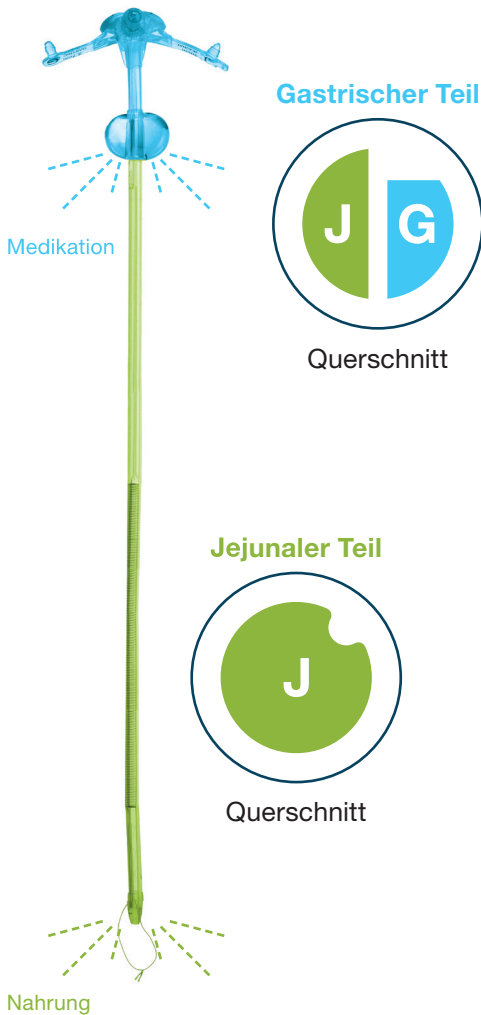 Gastrischer Teil
J G
Medikation
Querschnitt
Jejunaler Teil
J
Querschnitt
Nahrung